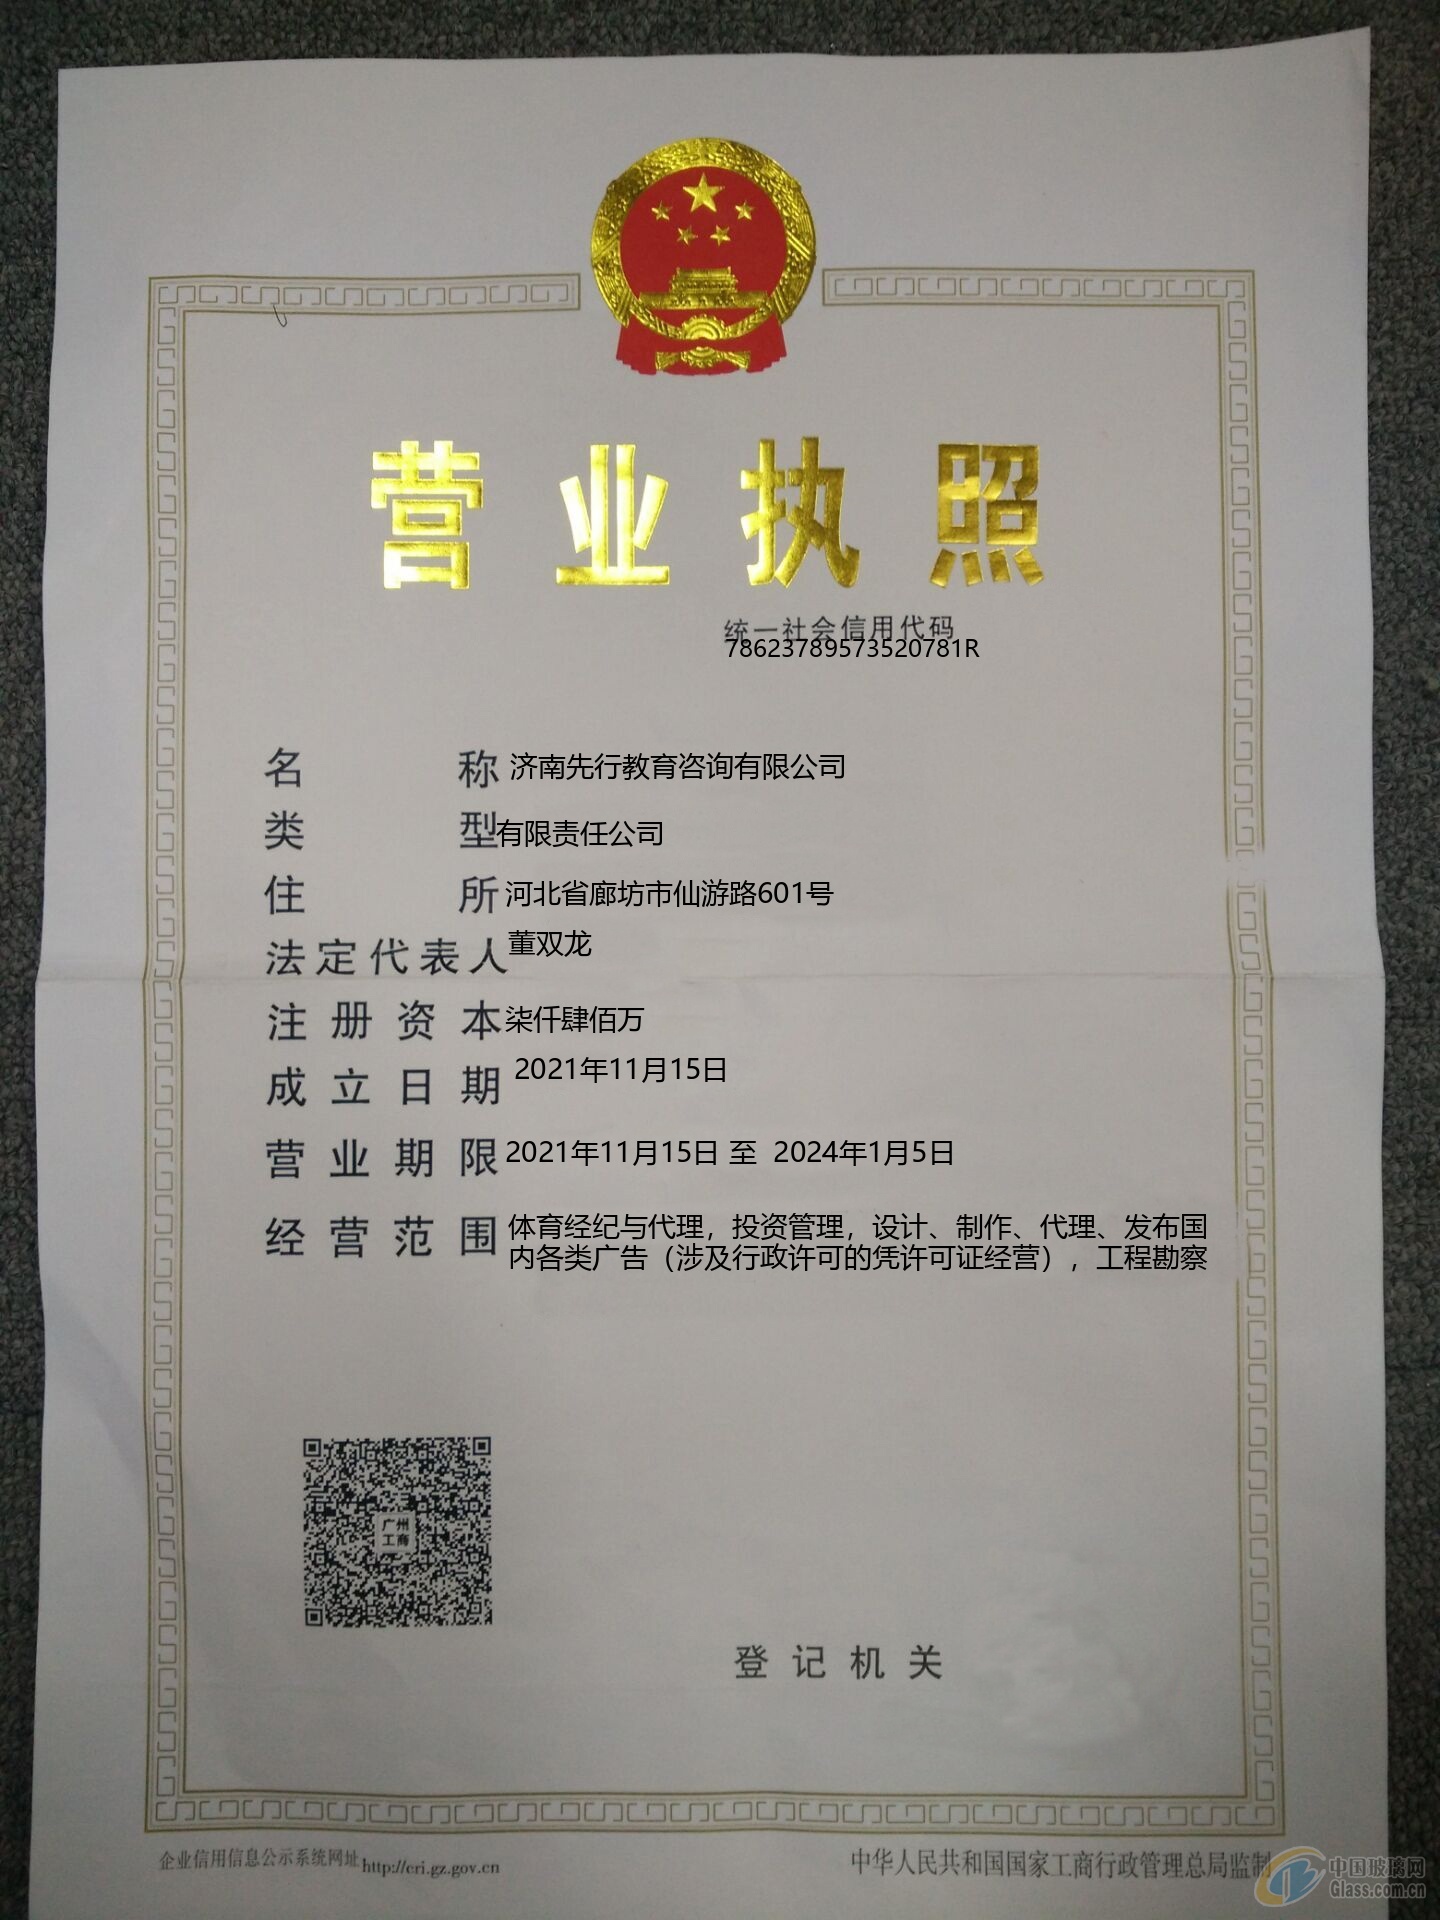 营业执照
统一社会信用代码
78623789573520781R
名称 济南先行教育咨询有限公司
类型 有限责任公司
住所 河北省廊坊市仙游路601号
法定代表人 董双龙
注册资本 柒仟肆佰万
成立日期 2021年11月15日
营业期限 2021年11月15日 至 2024年1月5日
经营范围 体育经纪与代理，投资管理，设计、制作、代理、发布国
内各类广告（涉及行政许可的凭许可证经营），工程勘察
广州
工商
登记机关
企业信用信息公示系统网址 http://cri.gz.gov.cn
中华人民共和国国家工商行政管理总局监制
中国玻璃网
Glass.com.cn